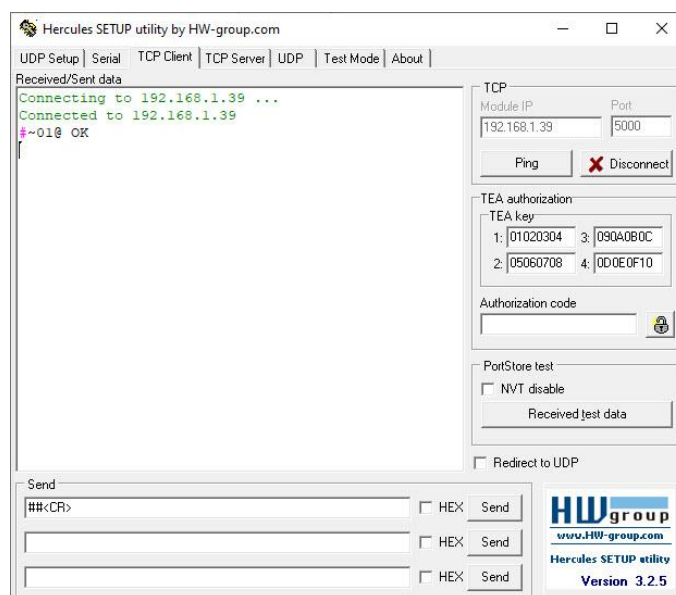 Hercules SETUP utility by HW-group.com
UDP Setup Serial TCP Client TCP Server UDP Test Mode About
Received/Sent data
Connecting to 192.168.1.39 ...
Connected to 192.168.1.39
#~01@ OK
TCP
Module IP Port
192.168.1.39 5000
Ping Disconnect
TEA authorization
TEA key
1: 01020304 3: 090A0B0C
2: 05060708 4: 0D0E0F10
Authorization code
PortStore test
NVT disable
Received test data
Redirect to UDP
Send
##<CR> HEX Send
HEX Send
HEX Send
HW group
www.HW-group.com
Hercules SETUP utility
Version 3.2.5